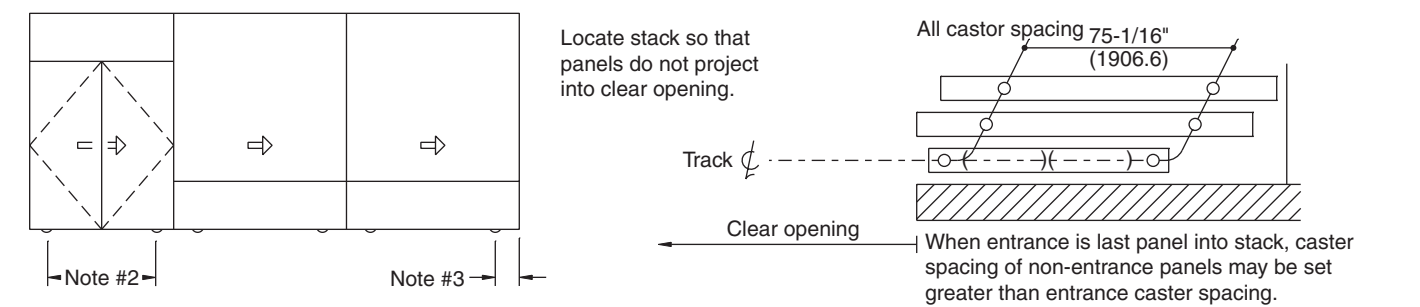 Locate stack so that
panels do not project
into clear opening.
All castor spacing
75-1/16"
(1906.6)
Track
Clear opening
When entrance is last panel into stack, caster
spacing of non-entrance panels may be set
greater than entrance caster spacing.
Note #2
Note #3